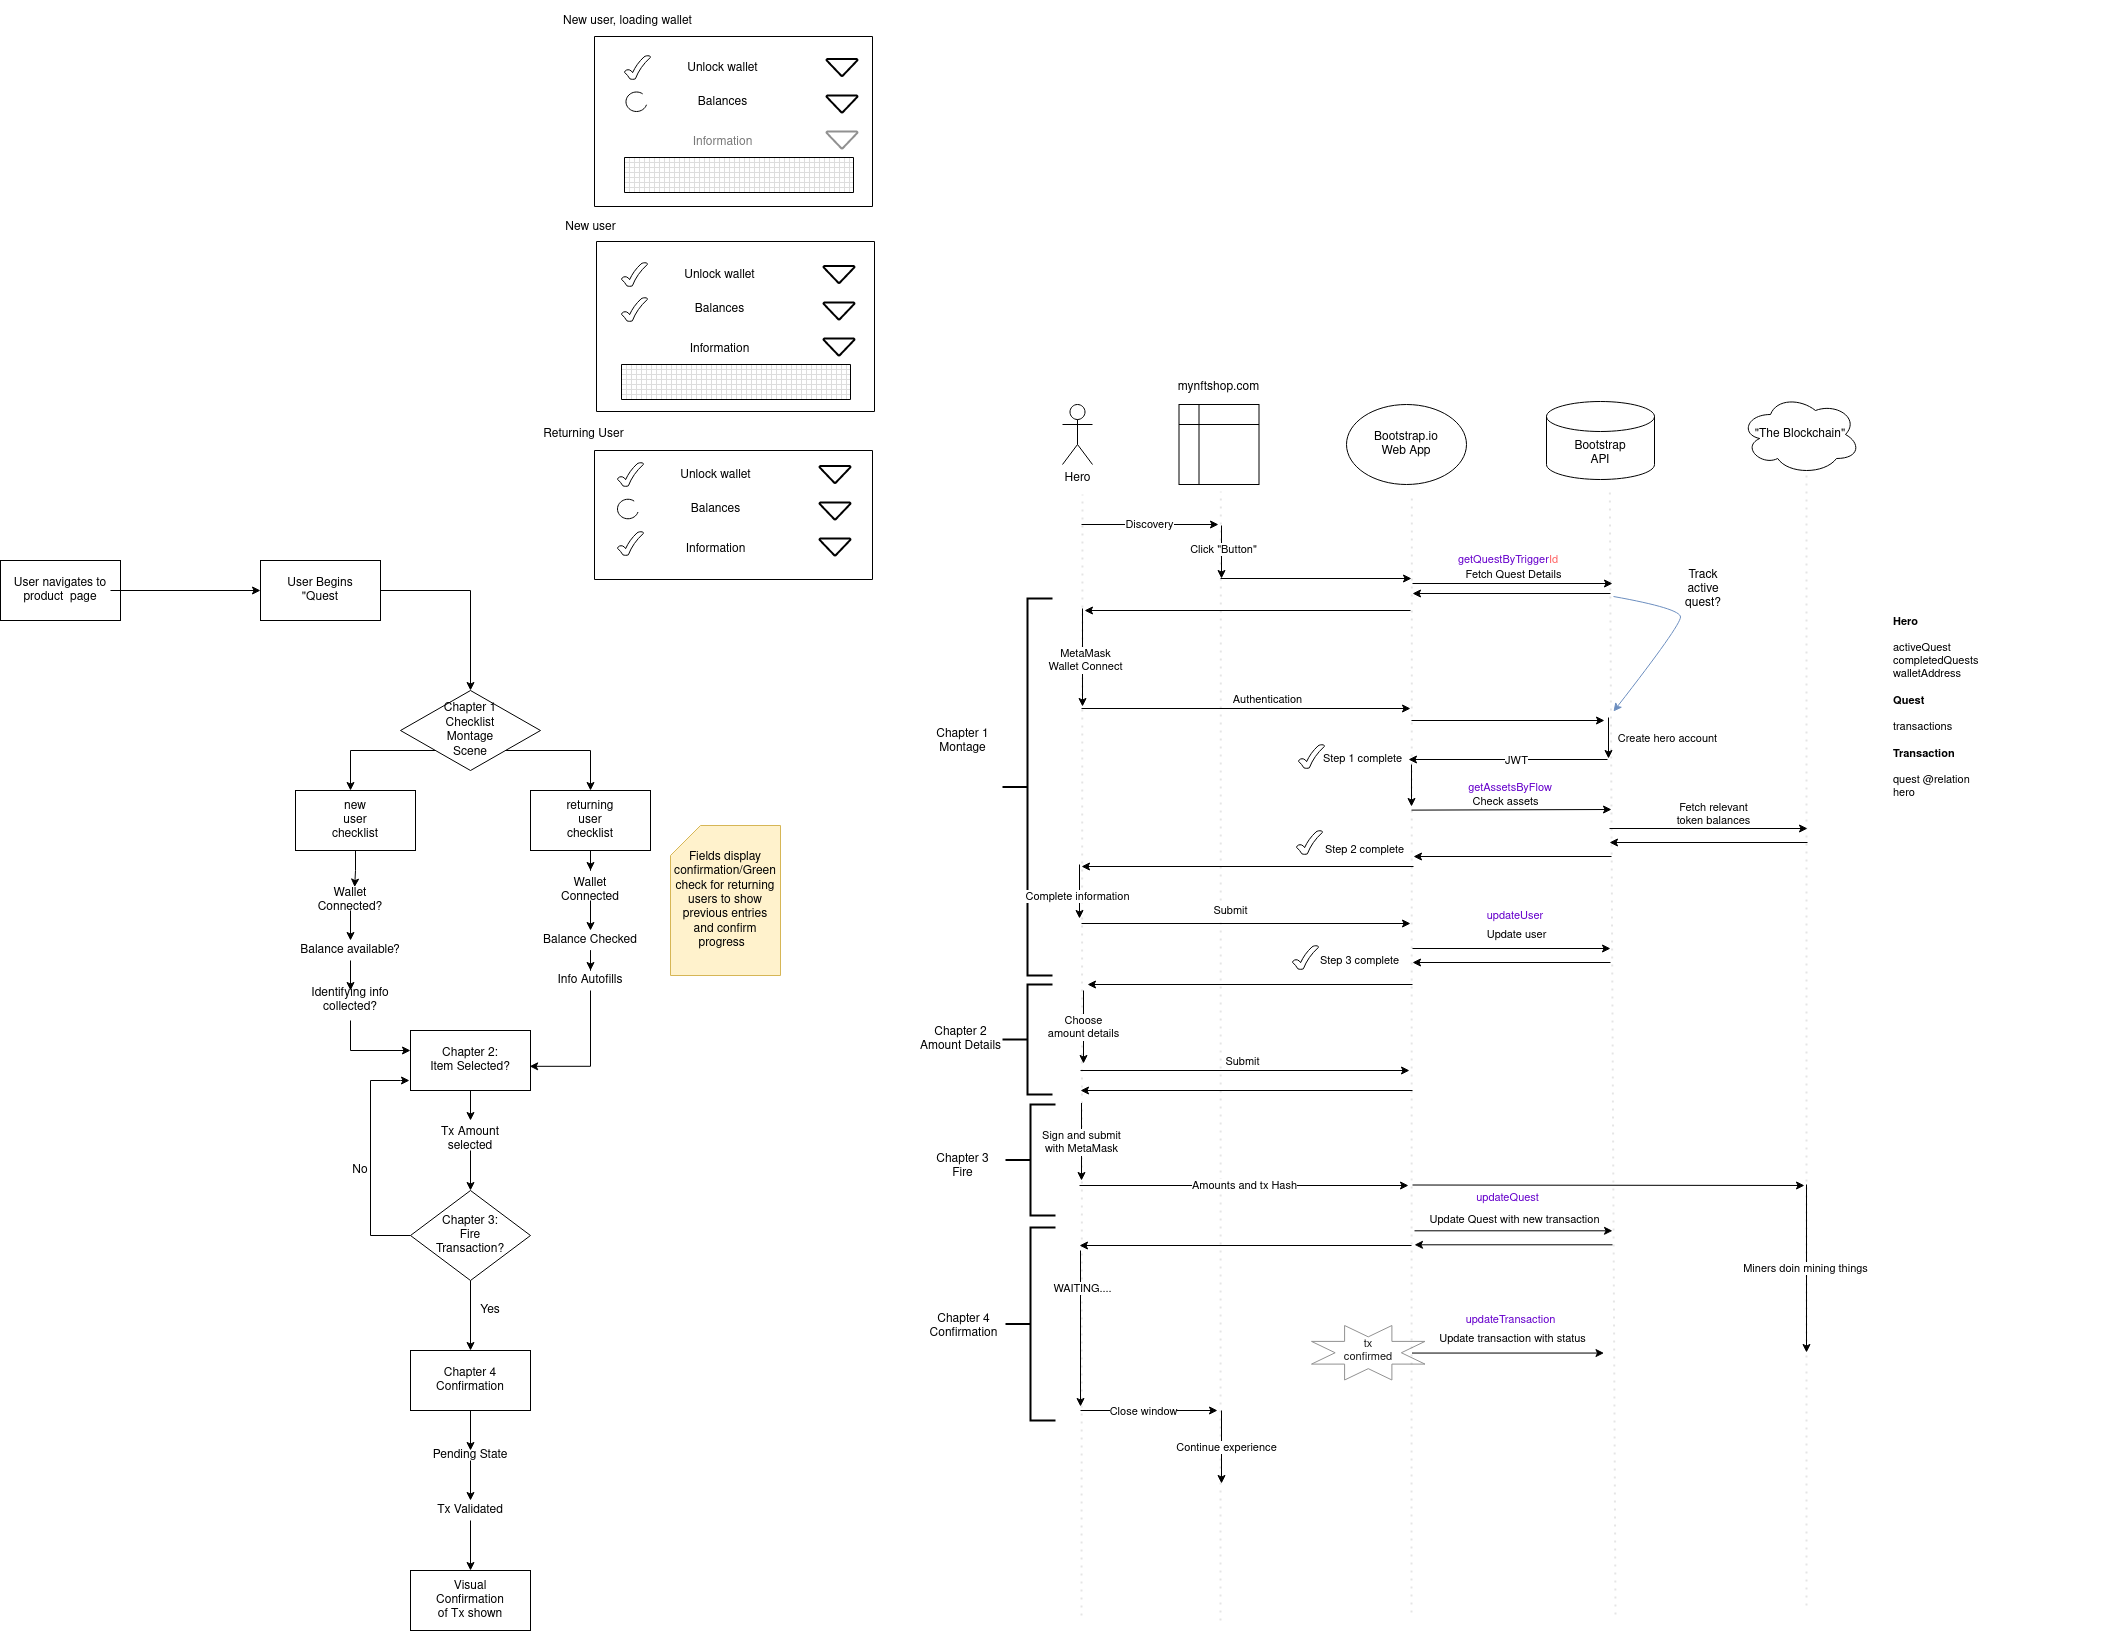 New user, loading wallet
Unlock wallet
Balances
Information
New user
Unlock wallet
Balances
Information
Returning User
Unlock wallet
Balances
Information
User navigates to
product page
User Begins
"Quest
Chapter 1
Checklist
Montage
Scene
new
user
checklist
returning
user
checklist
Wallet
Connected?
Balance available?
Identifying info
collected?
Wallet
Connected
Balance Checked
Info Autofills
Fields display
confirmation/Green
check for returning
users to show
previous entries
and confirm
progress
Chapter 2:
Item Selected?
Tx Amount
selected
No
Chapter 3:
Fire
Transaction?
Yes
Chapter 4
Confirmation
Pending State
Tx Validated
Visual
Confirmation
of Tx shown
Hero
mynftshop.com
Bootstrap.io
Web App
Bootstrap
API
"The Blockchain"
Discovery
Click "Button"
getQuestByTriggerId
Fetch Quest Details
Track
active
quest?
Chapter 1
Montage
MetaMask
Wallet Connect
Authentication
Create hero account
JWT
Step 1 complete
getAssetsByFlow
Check assets
Fetch relevant
token balances
Step 2 complete
Complete information
Submit
updateUser
Update user
Step 3 complete
Chapter 2
Amount Details
Choose
amount details
Submit
Chapter 3
Fire
Sign and submit
with MetaMask
Amounts and tx Hash
updateQuest
Update Quest with new transaction
Chapter 4
Confirmation
WAITING....
Miners doin mining things
updateTransaction
Update transaction with status
tx
confirmed
Close window
Continue experience
Hero
activeQuest
completedQuests
walletAddress
Quest
transactions
Transaction
quest @relation
hero